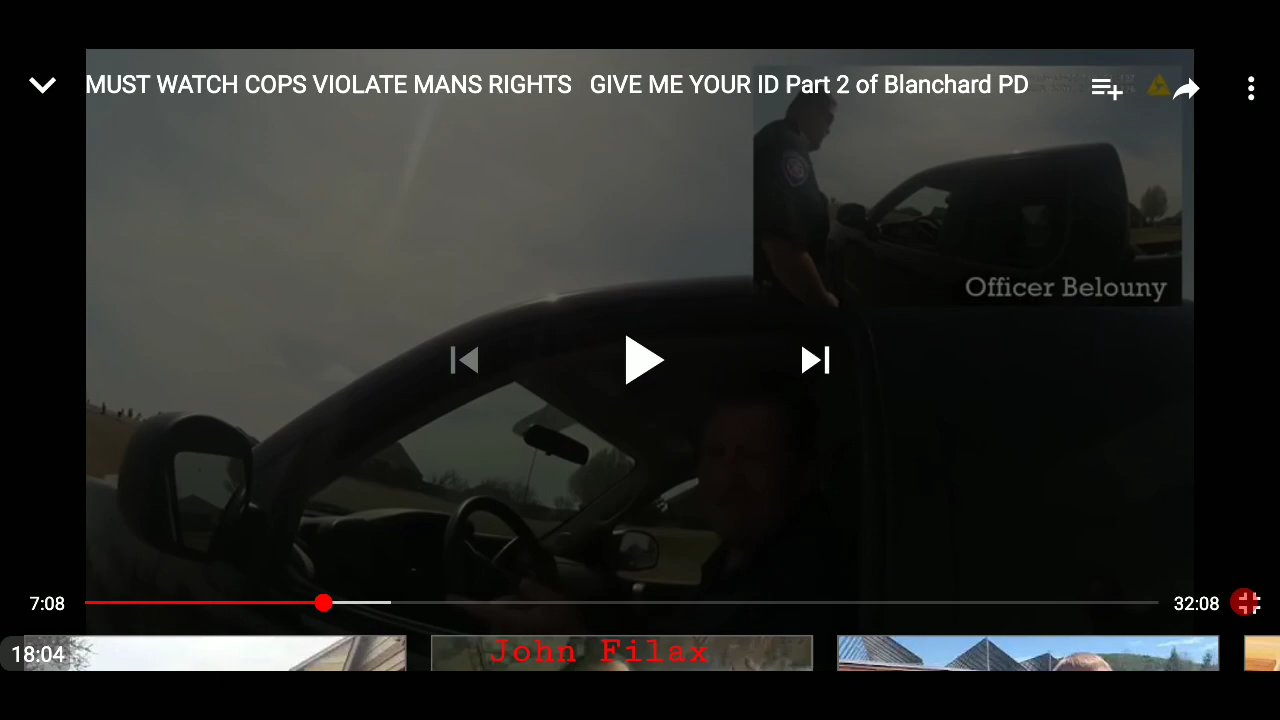 MUST WATCH COPS VIOLATE MANS RIGHTS GIVE ME YOUR ID Part 2 of Blanchard PD
Officer Belouny
7:08
32:08
18:04
John Filax